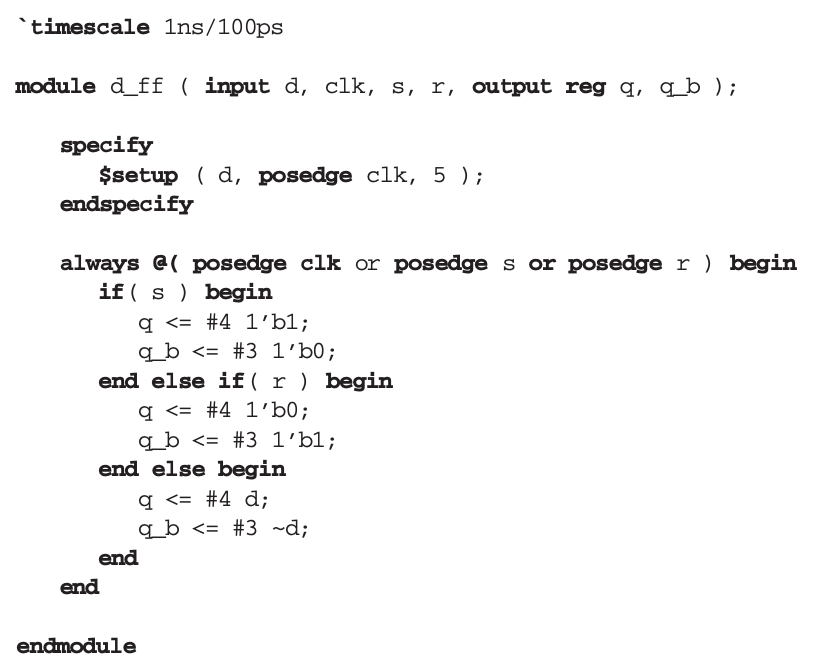 `timescale 1ns/100ps
module d_ff ( input d, clk, s, r, output reg q, q_b );
specify
$setup ( d, posedge clk, 5 );
endspecify
always @( posedge clk or posedge s or posedge r ) begin
if( s ) begin
q <= #4 1’b1;
q_b <= #3 1’b0;
end else if( r ) begin
q <= #4 1’b0;
q_b <= #3 1’b1;
end else begin
q <= #4 d;
q_b <= #3 ~d;
end
end
endmodule